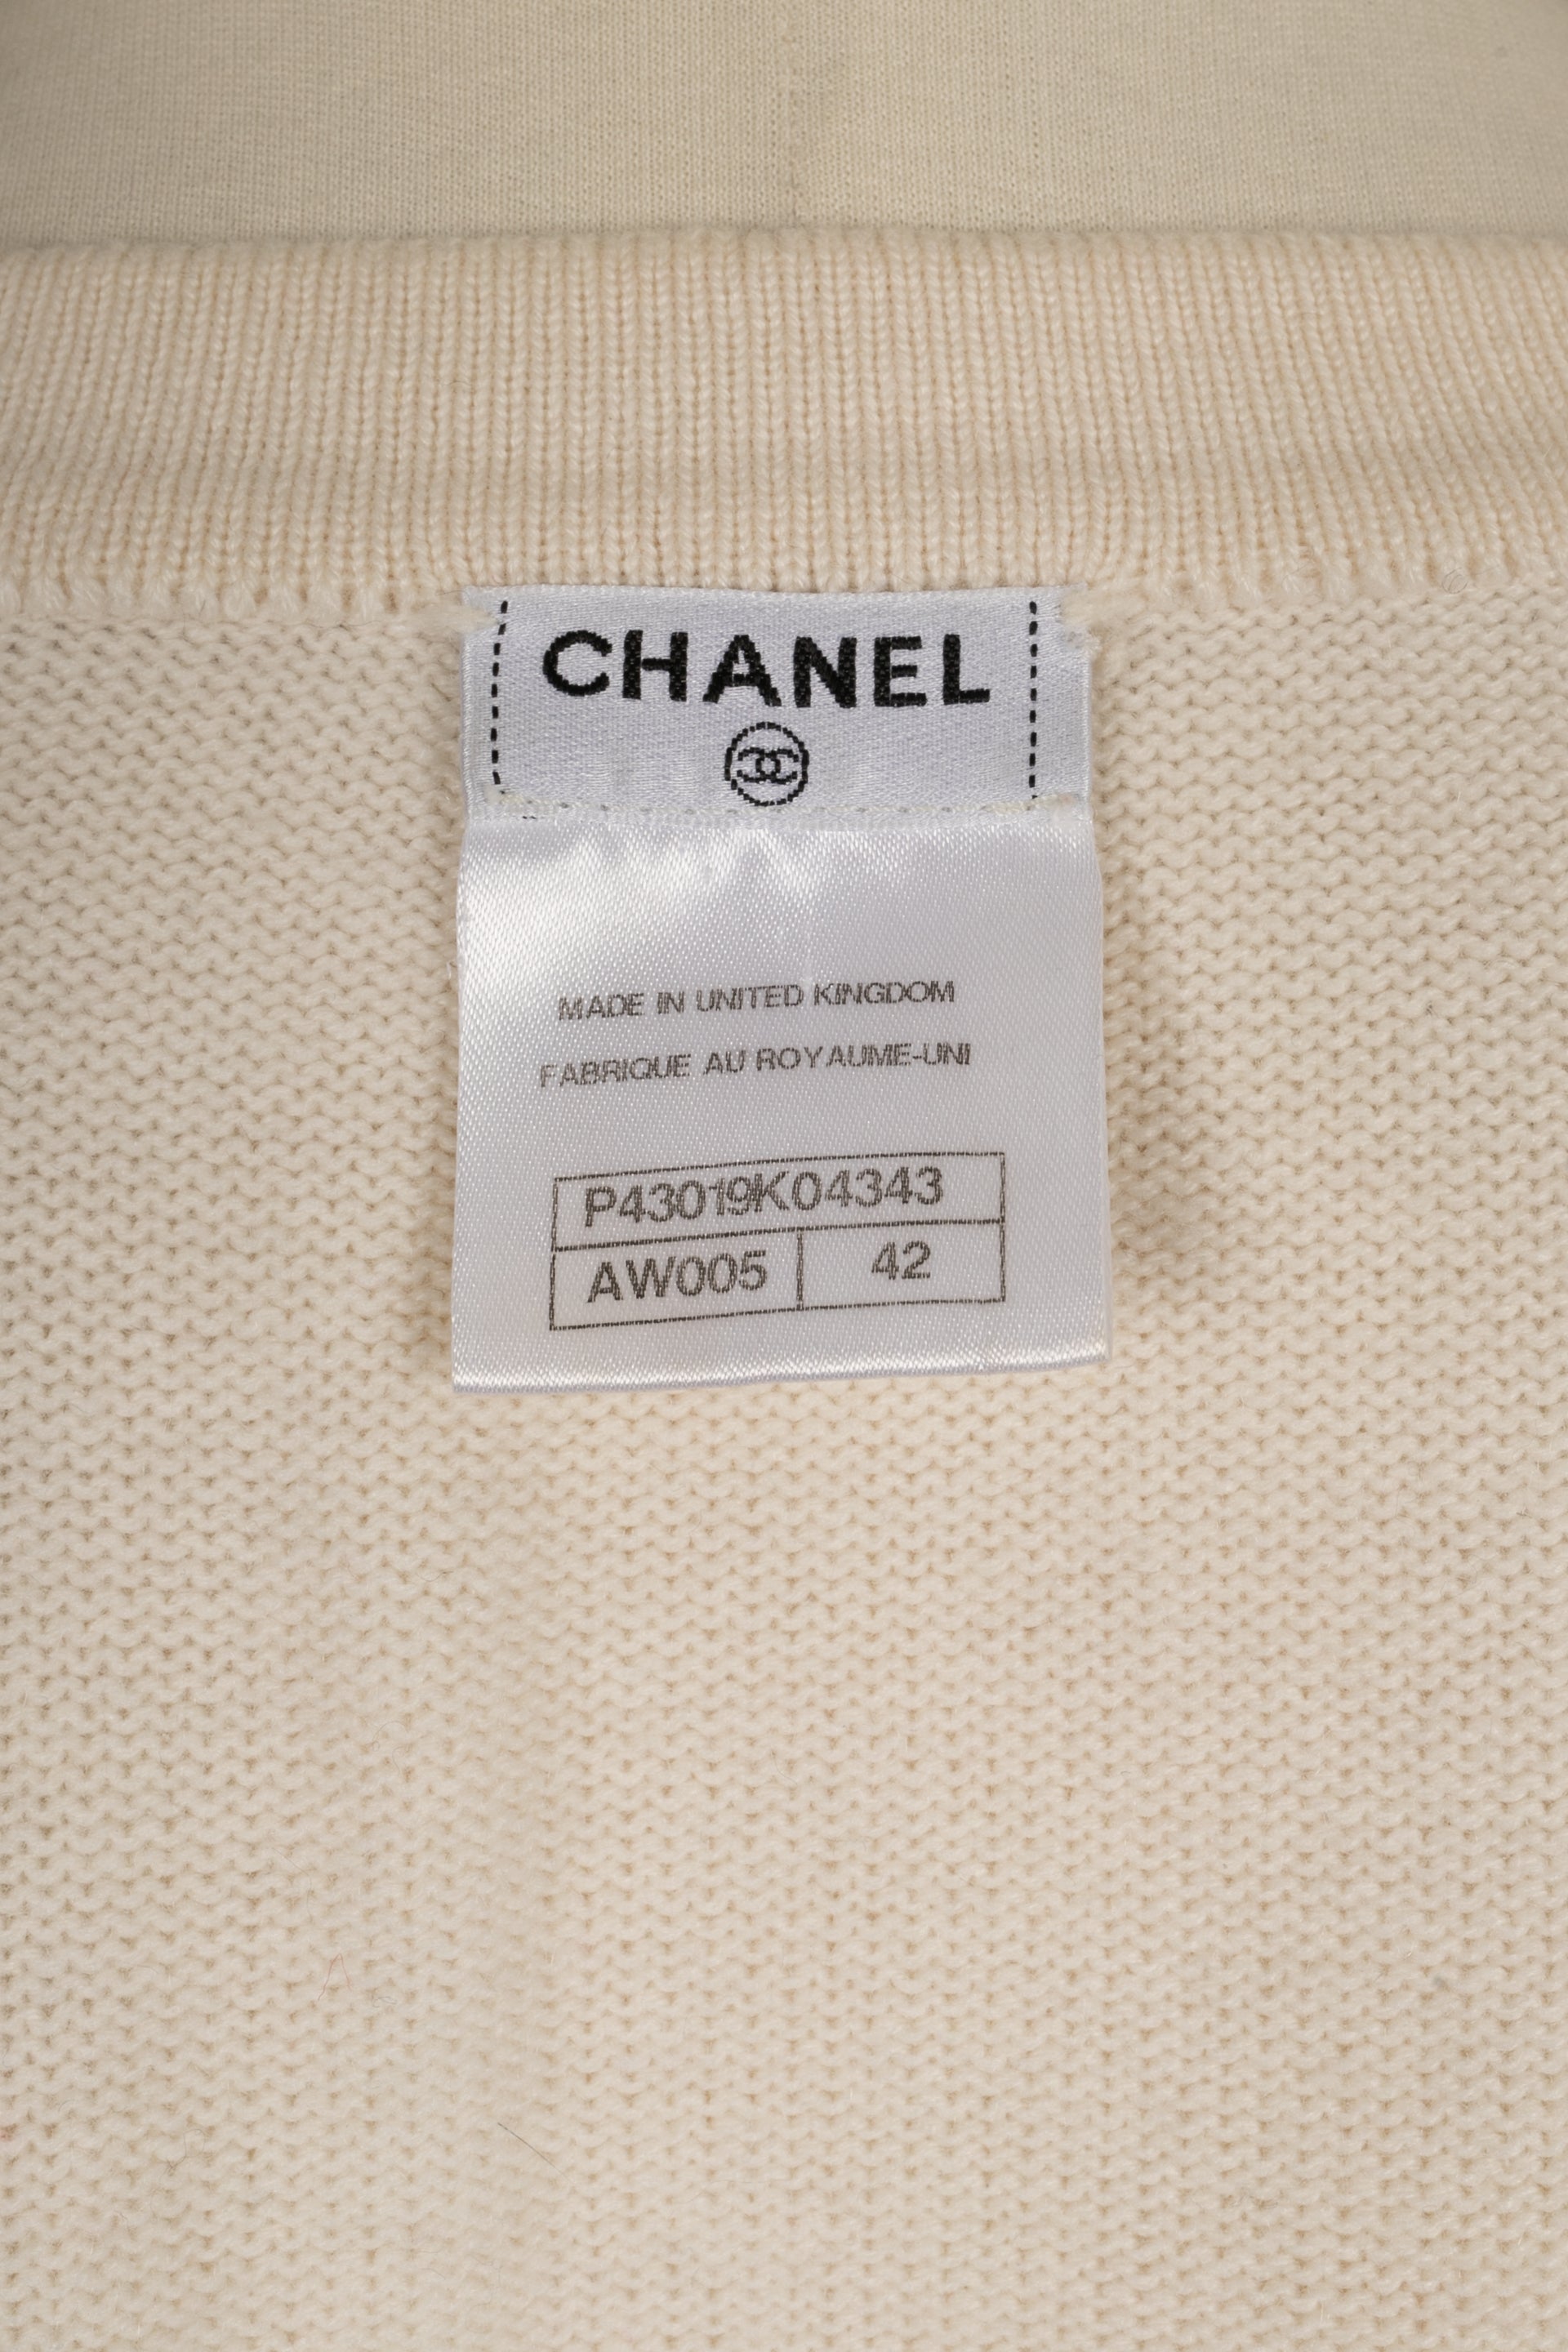 CHANEL
MADE IN UNITED KINGDOM
FABRIQUE AU ROYAUME-UNI
P43019K04343
AW005 42